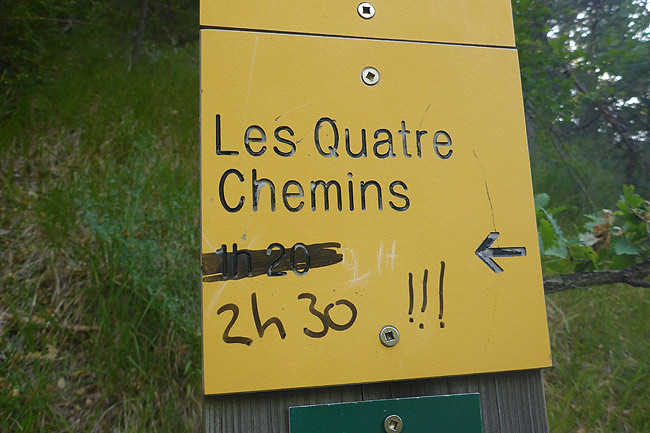 Les Quatre
Chemins
1h 20
2h 30 !!!